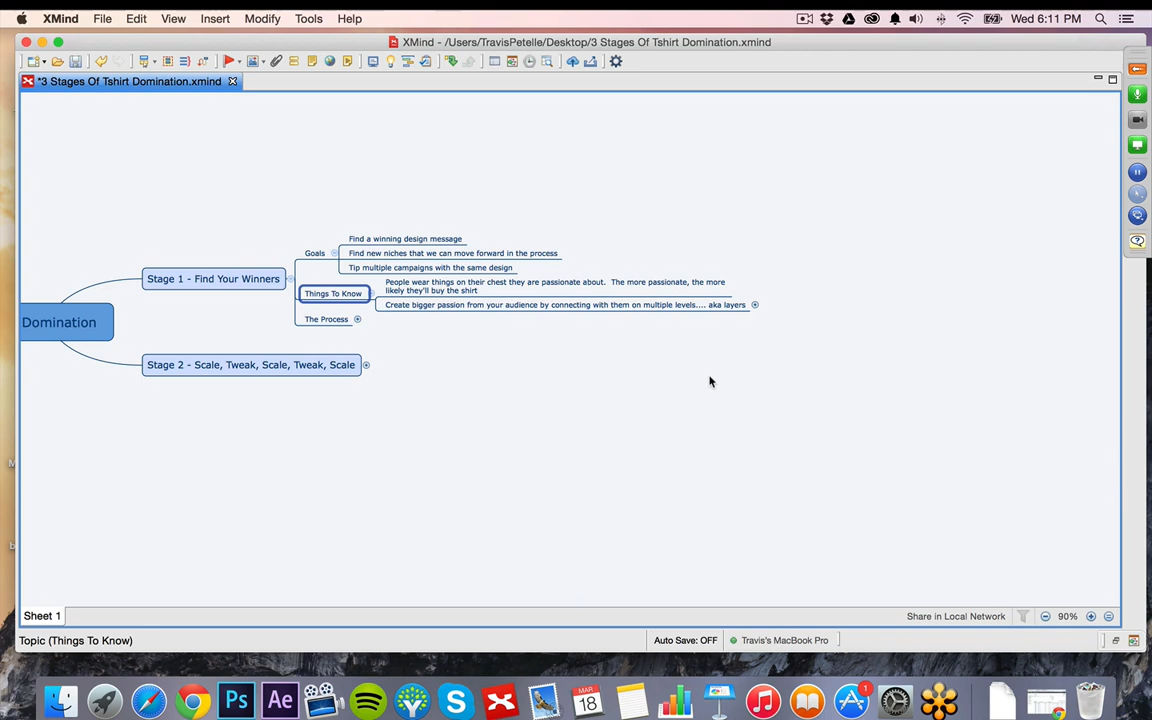 XMind File Edit View Insert Modify Tools Help Wed 6:11 PM
XMind - /Users/TravisPetelle/Desktop/3 Stages Of Tshirt Domination.xmind
*3 Stages Of Tshirt Domination.xmind
Find a winning design message
Goals
Find new niches that we can move forward in the process
Tip multiple campaigns with the same design
Stage 1 - Find Your Winners
People wear things on their chest they are passionate about. The more passionate, the more
likely they'll buy the shirt
Things To Know
Create bigger passion from your audience by connecting with them on multiple levels.... aka layers
The Process
Domination
Stage 2 - Scale, Tweak, Scale, Tweak, Scale
Sheet 1
Share in Local Network
90%
Topic (Things To Know)
Auto Save: OFF
Travis's MacBook Pro
Ps
Ae
MAR
18
1